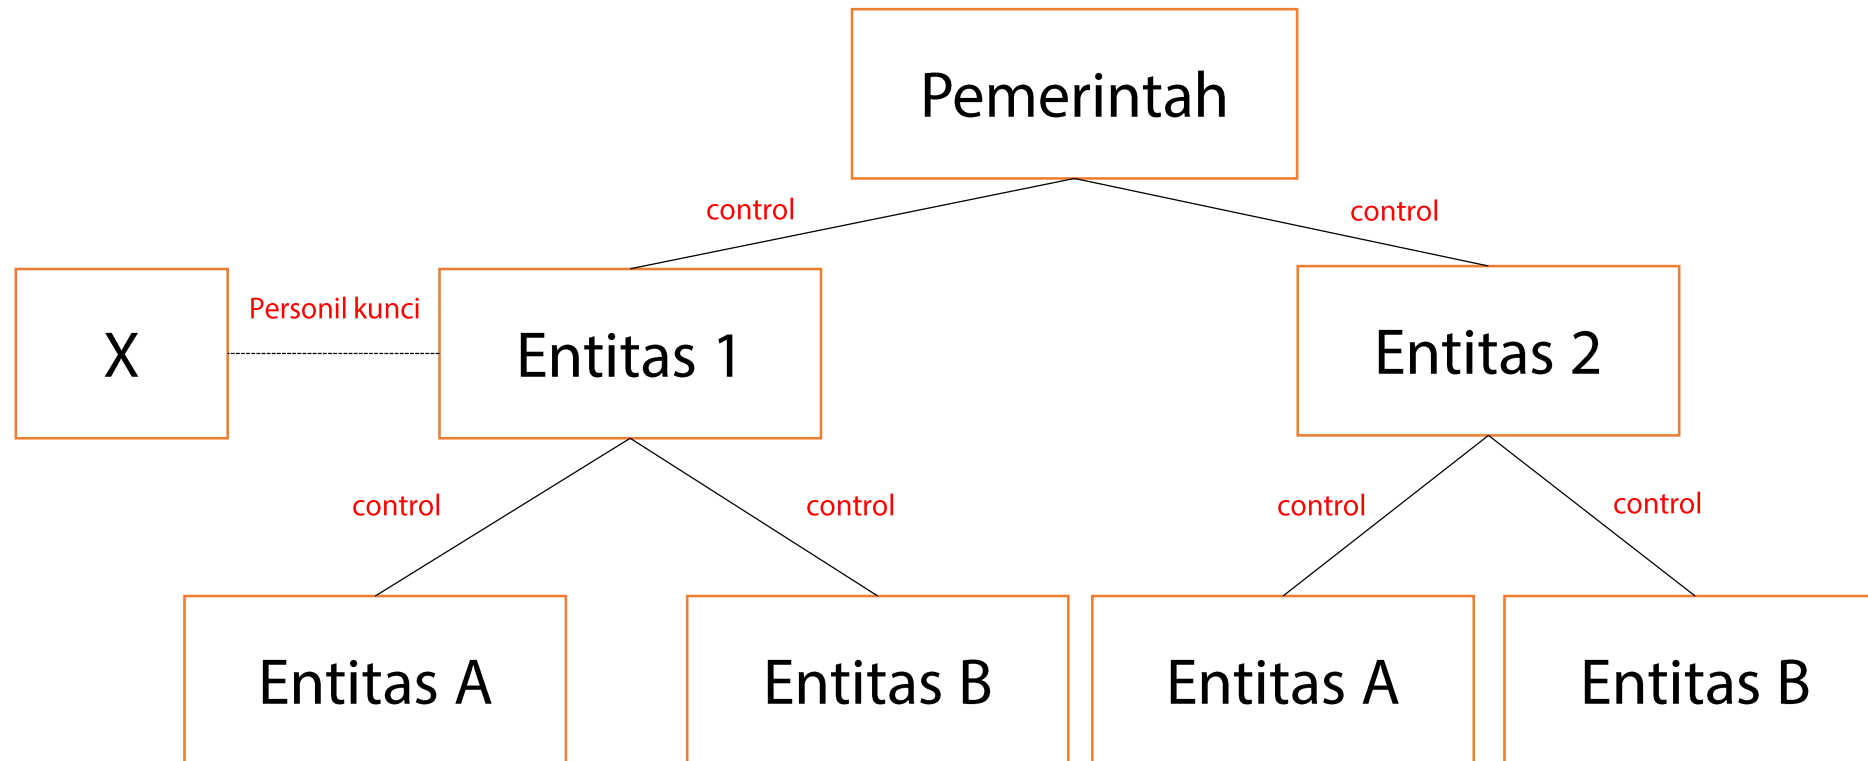 Pemerintah
control
control
X
Personil kunci
Entitas 1
Entitas 2
control
control
control
control
Entitas A
Entitas B
Entitas A
Entitas B